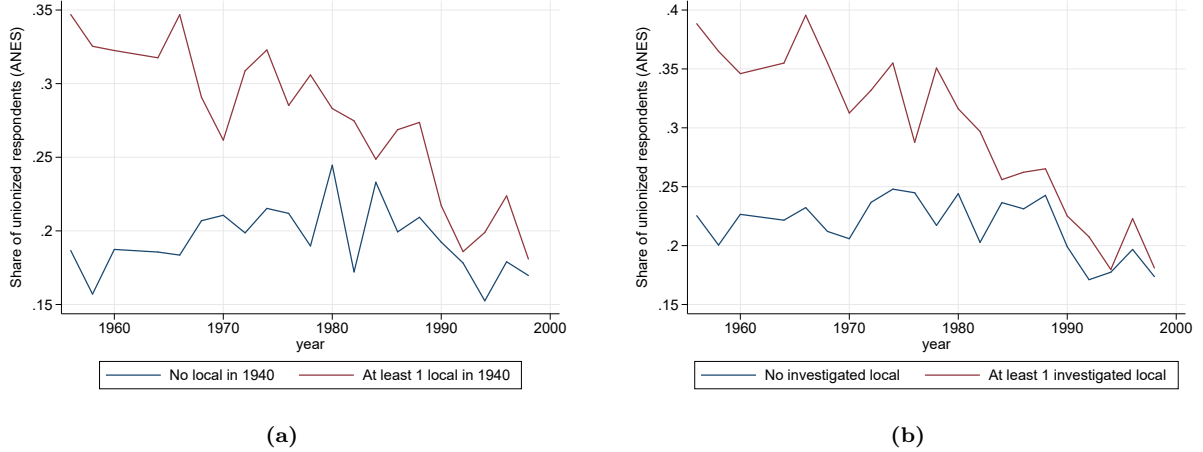 Share of unionized respondents (ANES)
.35
.3
.25
.2
.15
1960 1970 1980 1990 2000
year
No local in 1940 At least 1 local in 1940
(a)
Share of unionized respondents (ANES)
.4
.35
.3
.25
.2
.15
1960 1970 1980 1990 2000
year
No investigated local At least 1 investigated local
(b)